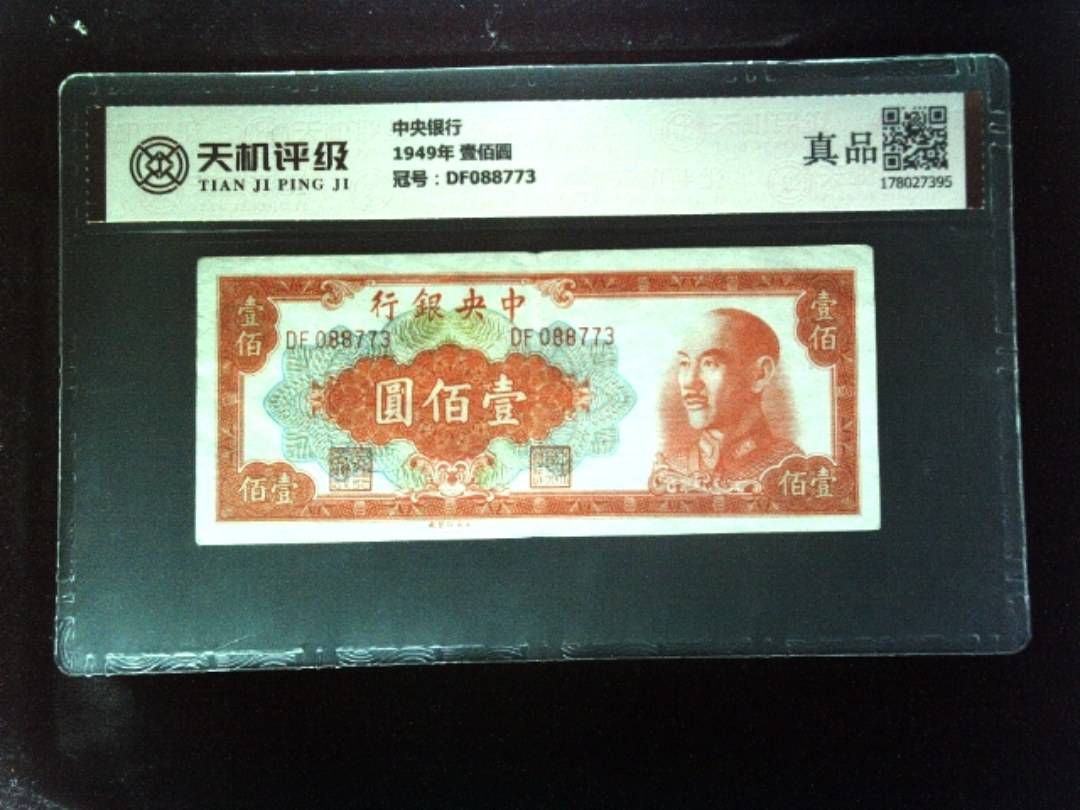 天机评级
TIAN JI PING JI
中央银行
1949年 壹佰圆
冠号：DF088773
真品
178027395
行銀央中
壹佰
壹佰
DF 088773
DF 088773
圓佰壹
佰壹
佰壹